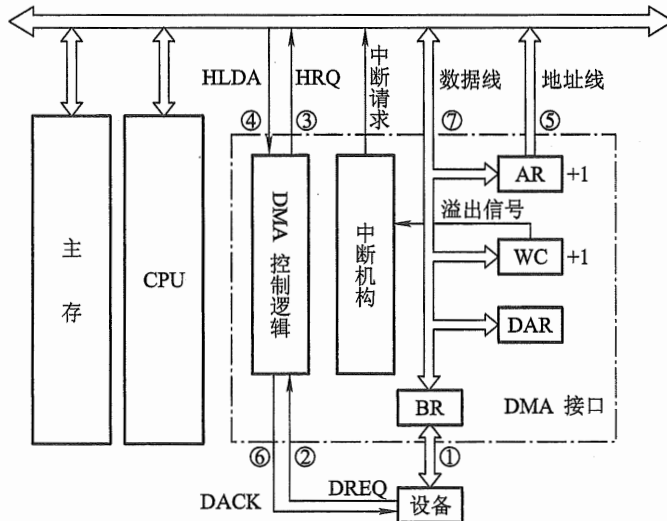 HLDA
HRQ
中断请求
数据线
地址线
④
③
⑦
⑤
主存
CPU
DMA 控制逻辑
中断机构
AR
+1
溢出信号
WC
+1
DAR
BR
DMA 接口
⑥
②
①
DACK
DREQ
设备